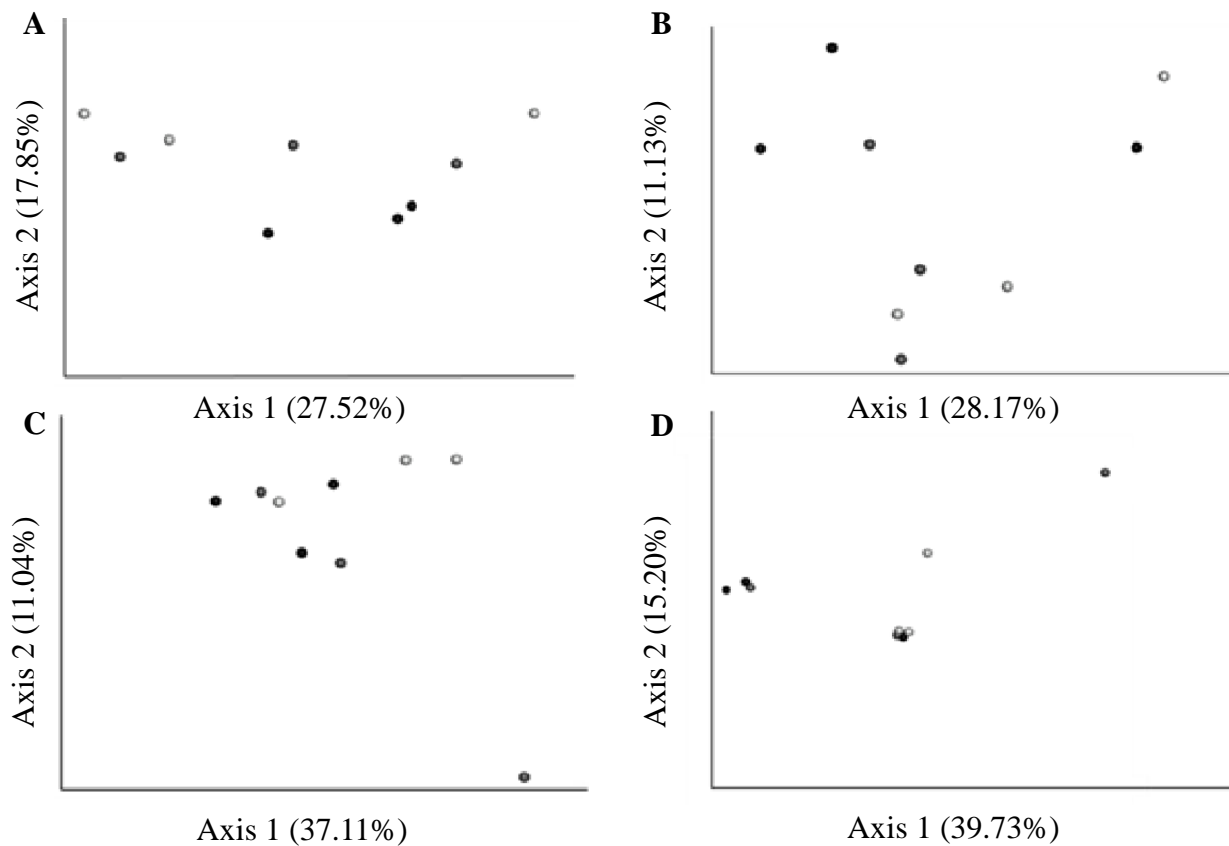 A
Axis 2 (17.85%)
Axis 1 (27.52%)
B
Axis 2 (11.13%)
Axis 1 (28.17%)
C
Axis 2 (11.04%)
Axis 1 (37.11%)
D
Axis 2 (15.20%)
Axis 1 (39.73%)